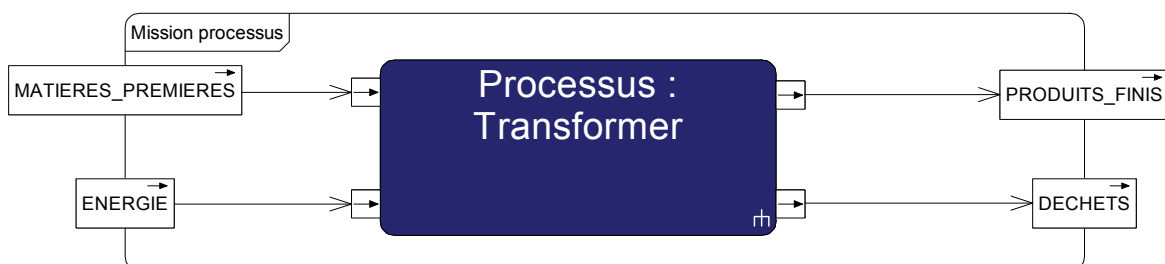 Mission processus
MATIERES_PREMIERES
Processus :
Transformer
PRODUITS_FINIS
ENERGIE
DECHETS